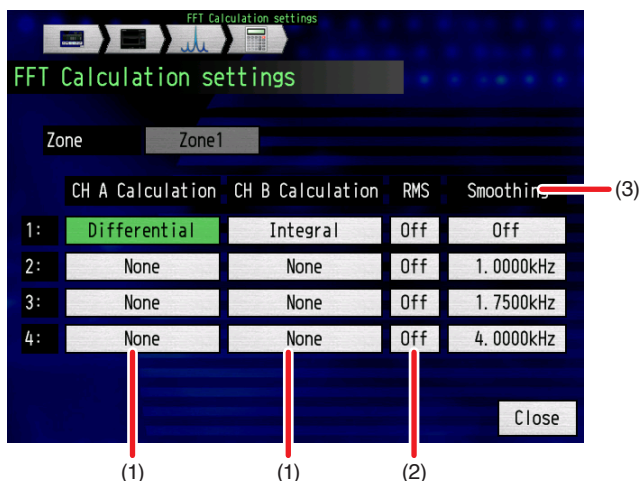 FFT Calculation settings
FFT Calculation settings
Zone Zone1
CH A Calculation CH B Calculation RMS Smoothing (3)
1: Differential Integral Off Off
2: None None Off 1.0000kHz
3: None None Off 1.7500kHz
4: None None Off 4.0000kHz
Close
(1) (1) (2)